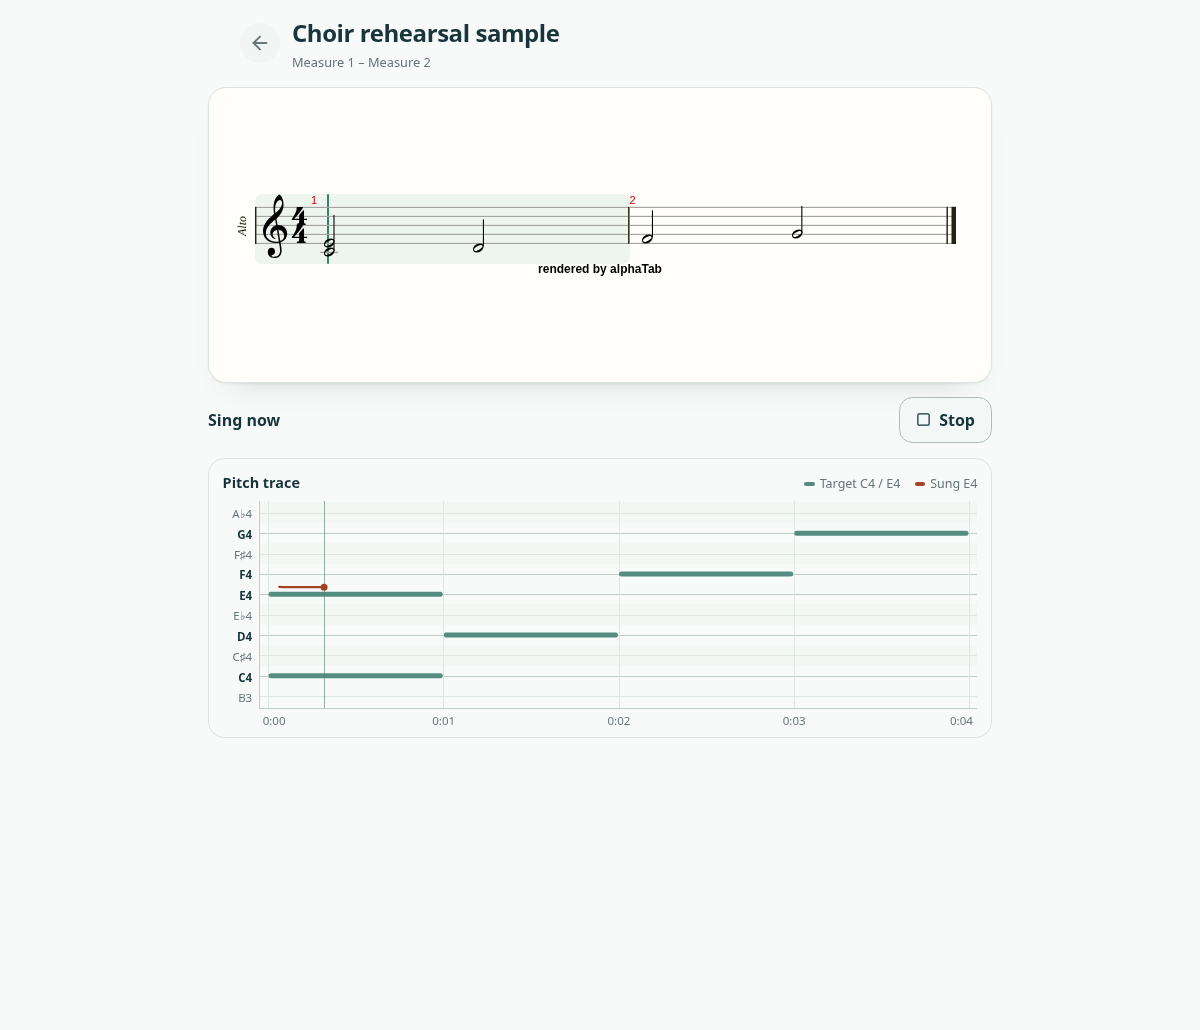 Choir rehearsal sample
Measure 1 – Measure 2
1
2
Alto
4
4
rendered by alphaTab
Sing now
Stop
Pitch trace
Target C4 / E4
Sung E4
A♭4
G4
F♯4
F4
E4
E♭4
D4
C♯4
C4
B3
0:00
0:01
0:02
0:03
0:04